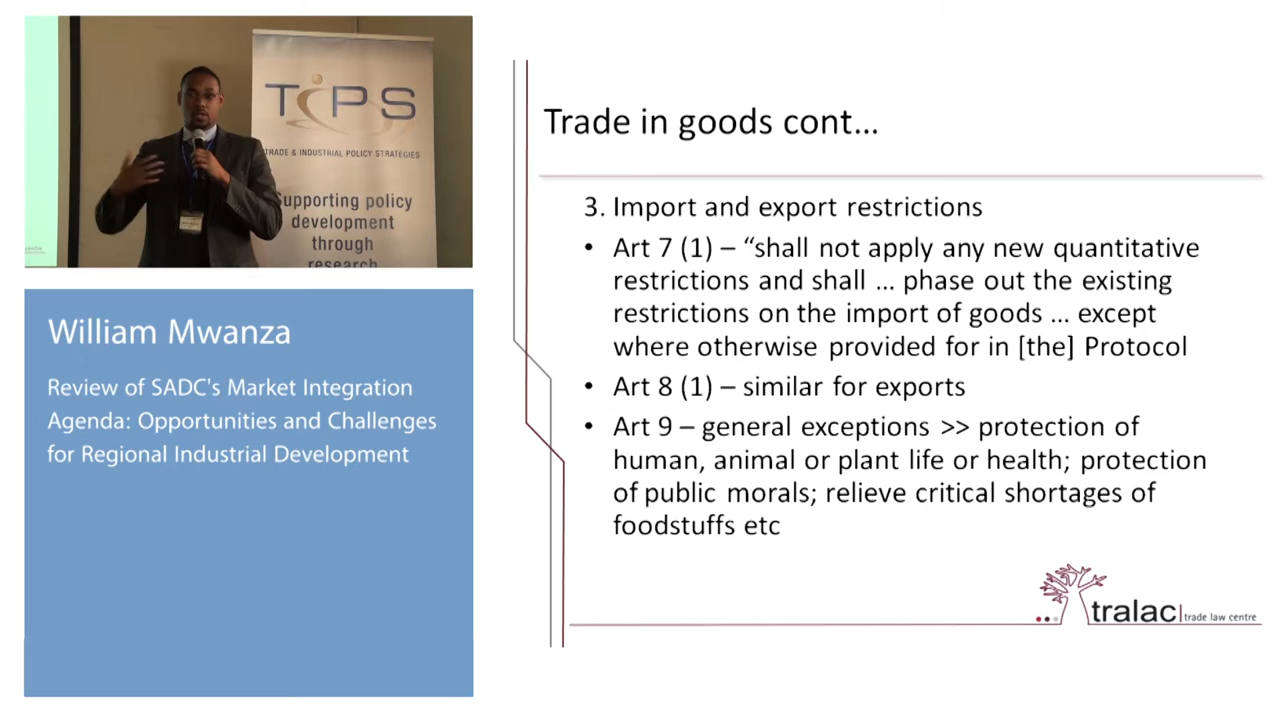 TiPS
TRADE & INDUSTRIAL POLICY STRATEGIES
Supporting policy
development
through
research
William Mwanza
Review of SADC's Market Integration
Agenda: Opportunities and Challenges
for Regional Industrial Development
Trade in goods cont…
3. Import and export restrictions
• Art 7 (1) – “shall not apply any new quantitative
restrictions and shall … phase out the existing
restrictions on the import of goods … except
where otherwise provided for in [the] Protocol
• Art 8 (1) – similar for exports
• Art 9 – general exceptions >> protection of
human, animal or plant life or health; protection
of public morals; relieve critical shortages of
foodstuffs etc
tralac|trade law centre